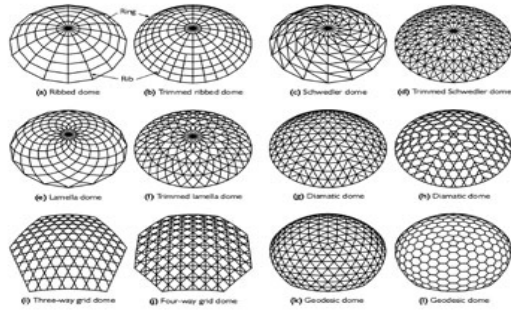 Ring
Rib
(a) Ribbed dome
(b) Trimmed ribbed dome
(c) Schwedler dome
(d) Trimmed Schwedler dome
(e) Lamella dome
(f) Trimmed lamella dome
(g) Diamatic dome
(h) Diamatic dome
(i) Three-way grid dome
(j) Four-way grid dome
(k) Geodesic dome
(l) Geodesic dome